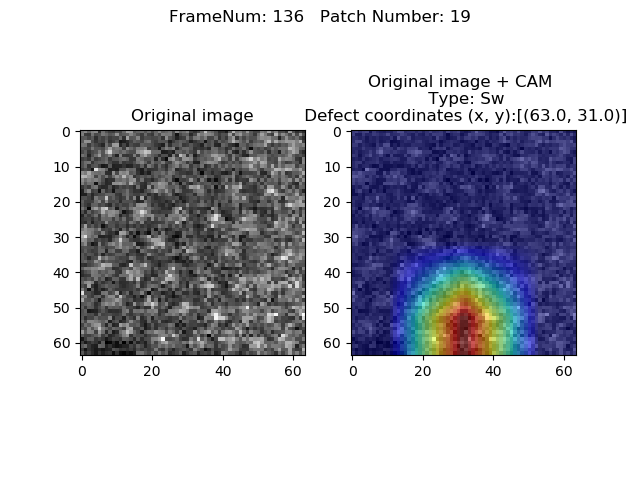 FrameNum: 136   Patch Number: 19
Original image
0
10
20
30
40
50
60
0 20 40 60
Original image + CAM
Type: Sw
Defect coordinates (x, y):[(63.0, 31.0)]
0
10
20
30
40
50
60
0 20 40 60